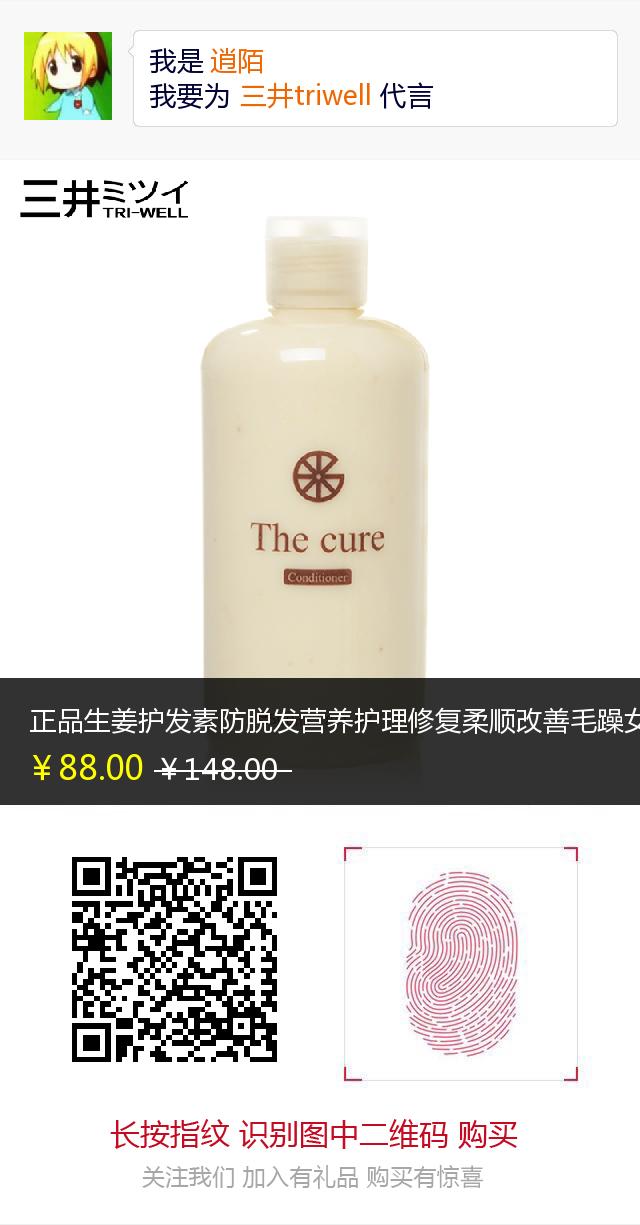 我是 逍陌
我要为 三井triwell 代言
三井ミツイ
TRI-WELL
The cure
Conditioner
正品生姜护发素防脱发营养护理修复柔顺改善毛躁女
￥88.00 ￥148.00
长按指纹 识别图中二维码 购买
关注我们 加入有礼品 购买有惊喜